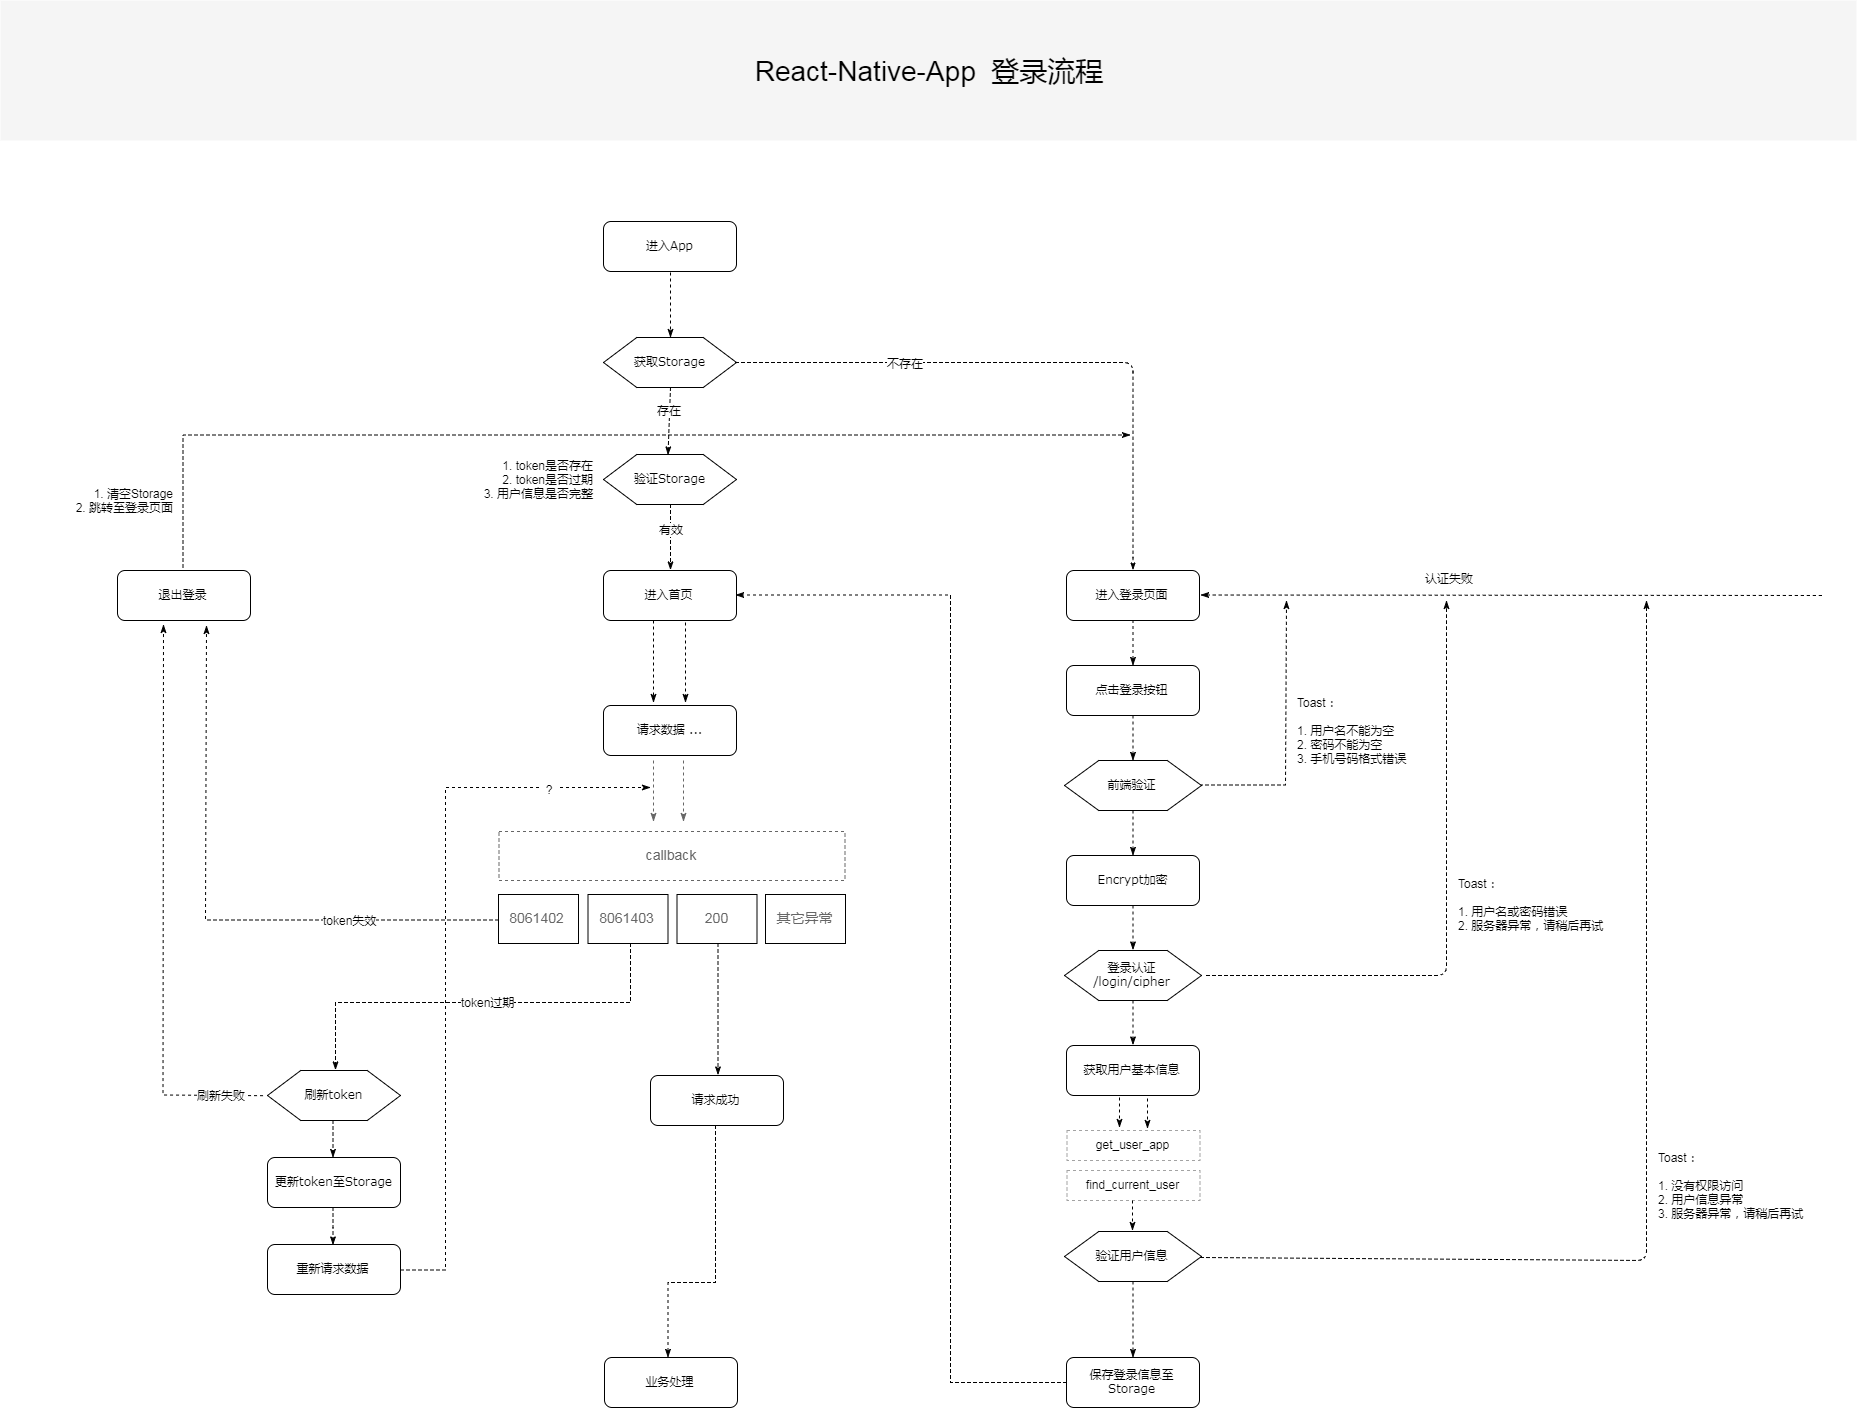 React-Native-App 登录流程
进入App
获取Storage
不存在
存在
1. token是否存在
2. token是否过期
3. 用户信息是否完整
验证Storage
1. 清空Storage
2. 跳转至登录页面
有效
退出登录
进入首页
进入登录页面
认证失败
点击登录按钮
请求数据 ...
Toast：
1. 用户名不能为空
2. 密码不能为空
3. 手机号码格式错误
前端验证
?
callback
Encrypt加密
Toast：
1. 用户名或密码错误
2. 服务器异常，请稍后再试
8061402
8061403
200
其它异常
token失效
登录认证
/login/cipher
token过期
获取用户基本信息
刷新失败
刷新token
请求成功
get_user_app
find_current_user
Toast：
1. 没有权限访问
2. 用户信息异常
3. 服务器异常，请稍后再试
更新token至Storage
验证用户信息
重新请求数据
业务处理
保存登录信息至
Storage